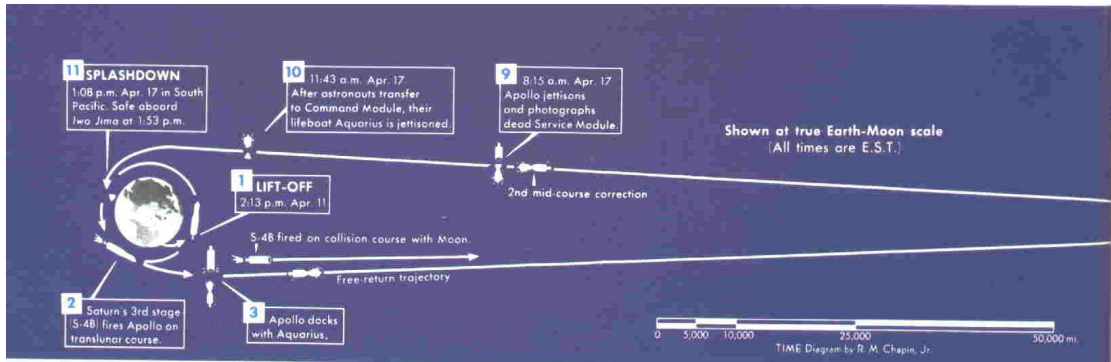 11 SPLASHDOWN
1:08 p.m. Apr. 17 in South
Pacific. Safe aboard
Iwo Jima at 1:53 p.m.
10 11:43 a.m. Apr. 17
After astronauts transfer
to Command Module, their
lifeboat Aquarius is jettisoned.
9 8:15 a.m. Apr. 17
Apollo jettisons
and photographs
dead Service Module.
Shown at true Earth-Moon scale
(All times are E.S.T.)
2nd mid-course correction
1 LIFT-OFF
2:13 p.m. Apr. 11
S-4B fired on collision course with Moon.
Free-return trajectory
2 Saturn's 3rd stage
(S-4B) fires Apollo on
translunar course.
3 Apollo docks
with Aquarius.
0 5,000 10,000 25,000 50,000 mi.
TIME Diagram by R. M. Chapin, Jr.